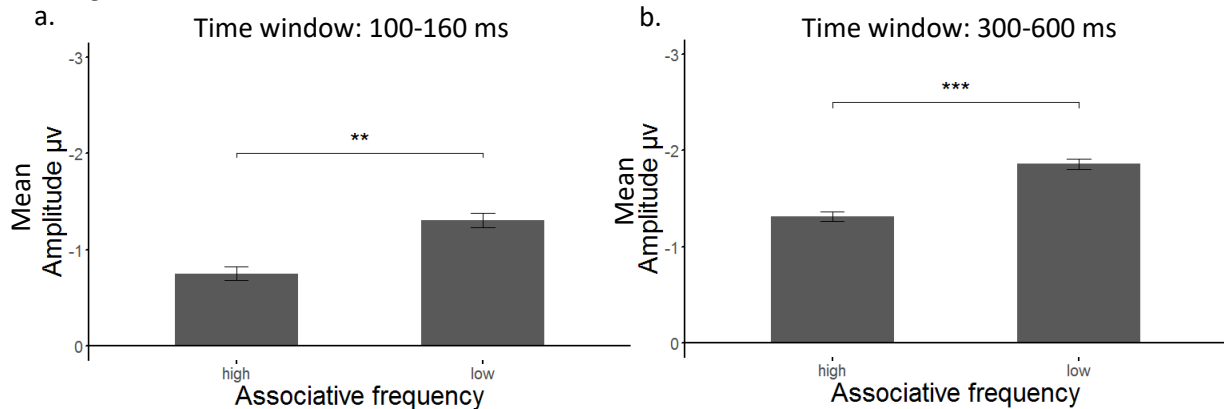 a.
Time window: 100-160 ms
-3
-2
-1
0
Mean
Amplitude μv
**
high
low
Associative frequency
b.
Time window: 300-600 ms
-3
-2
-1
0
Mean
Amplitude μv
***
high
low
Associative frequency